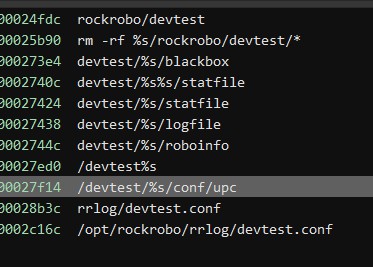 00024fdc rockrobo/devtest
00025b90 rm -rf %s/rockrobo/devtest/*
000273e4 devtest/%s/blackbox
0002740c devtest/%s%s/statfile
00027424 devtest/%s/statfile
00027438 devtest/%s/logfile
0002744c devtest/%s/roboinfo
00027ed0 /devtest%s
00027f14 /devtest/%s/conf/upc
00028b3c rrlog/devtest.conf
0002c16c /opt/rockrobo/rrlog/devtest.conf